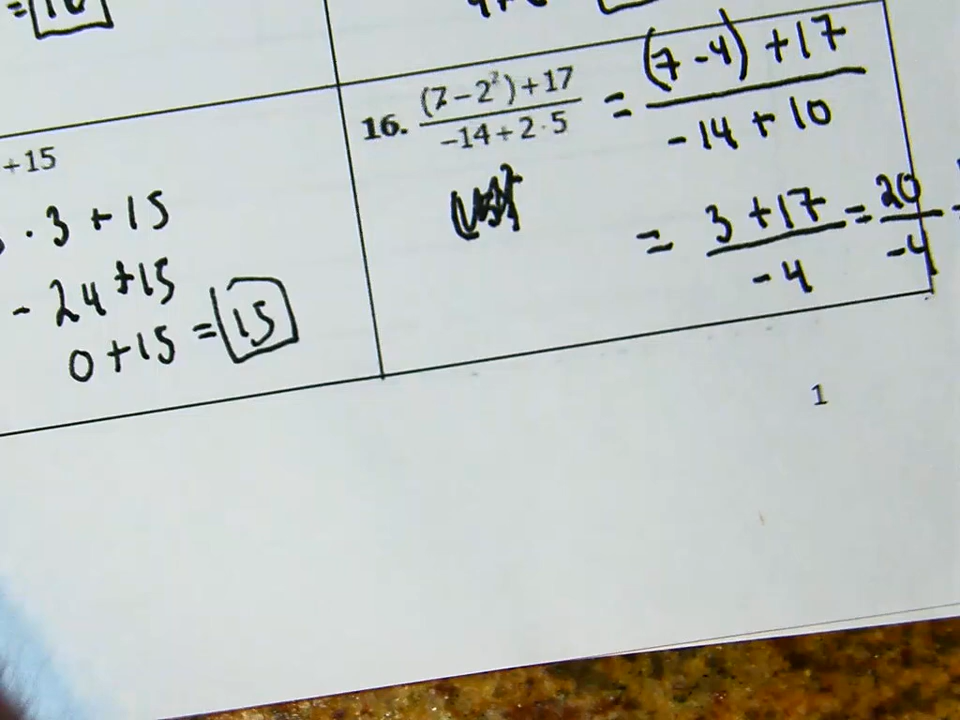 +15
· 3 + 15
- 24 + 15
0 + 15 = 15
16. (7 − 2²) + 17 / −14 + 2 · 5 = (7 - 4) + 17 / - 14 + 10
= 3 + 17 / - 4 = 20 / - 4
1